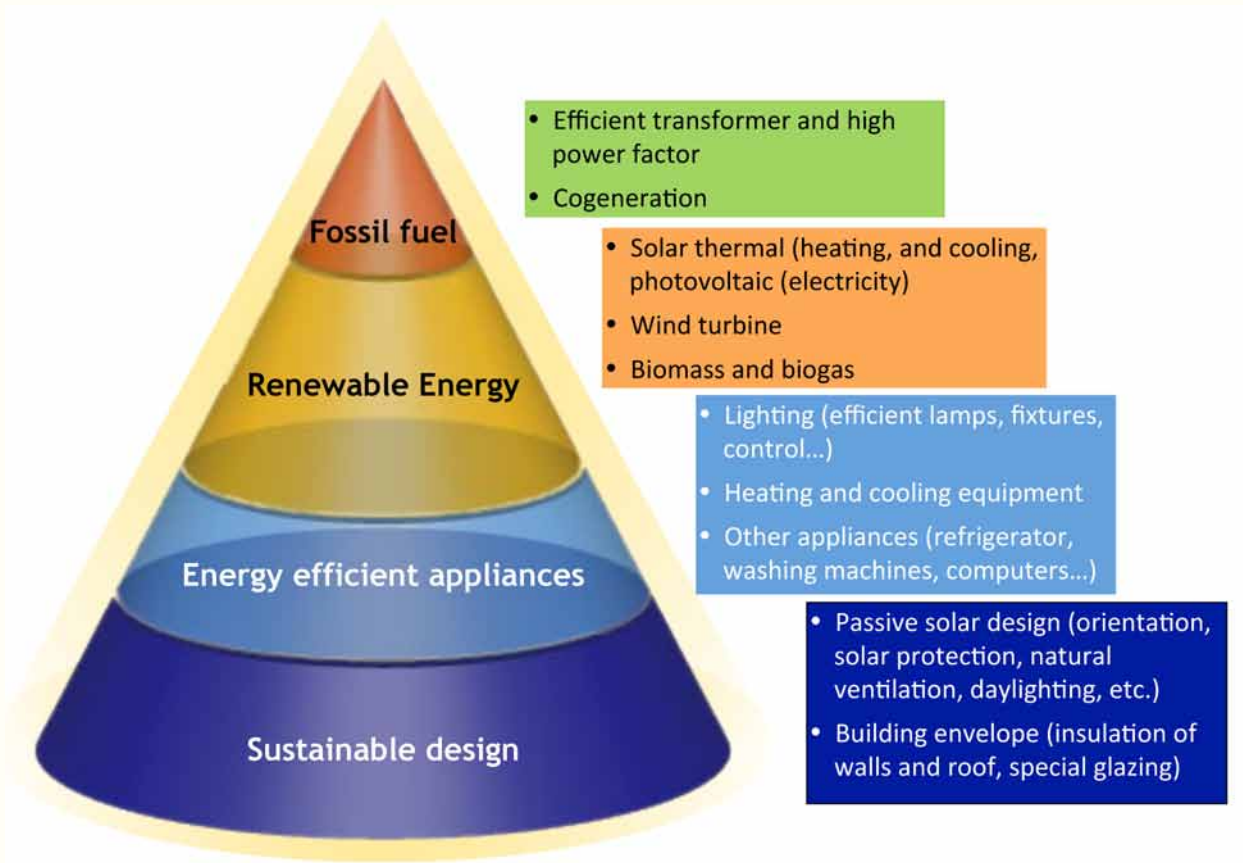 Fossil fuel
Renewable Energy
Energy efficient appliances
Sustainable design
• Efficient transformer and high
power factor
• Cogeneration
• Solar thermal (heating, and cooling,
photovoltaic (electricity)
• Wind turbine
• Biomass and biogas
• Lighting (efficient lamps, fixtures,
control...)
• Heating and cooling equipment
• Other appliances (refrigerator,
washing machines, computers...)
• Passive solar design (orientation,
solar protection, natural
ventilation, daylighting, etc.)
• Building envelope (insulation of
walls and roof, special glazing)